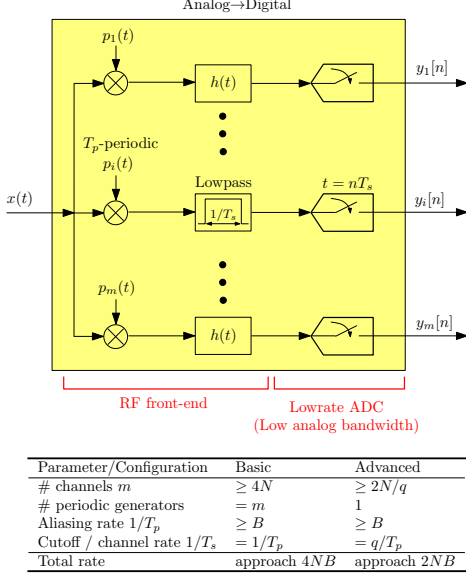 Analog→Digital
p₁(t)
y₁[n]
h(t)
Tₚ-periodic
pᵢ(t)
Lowpass
t = nTₛ
x(t)
1/Tₛ
yᵢ[n]
pₘ(t)
h(t)
yₘ[n]
RF front-end
Lowrate ADC
(Low analog bandwidth)
Parameter/Configuration Basic Advanced
# channels m ≥ 4N ≥ 2N/q
# periodic generators = m 1
Aliasing rate 1/Tₚ ≥ B ≥ B
Cutoff / channel rate 1/Tₛ = 1/Tₚ = q/Tₚ
Total rate approach 4NB approach 2NB